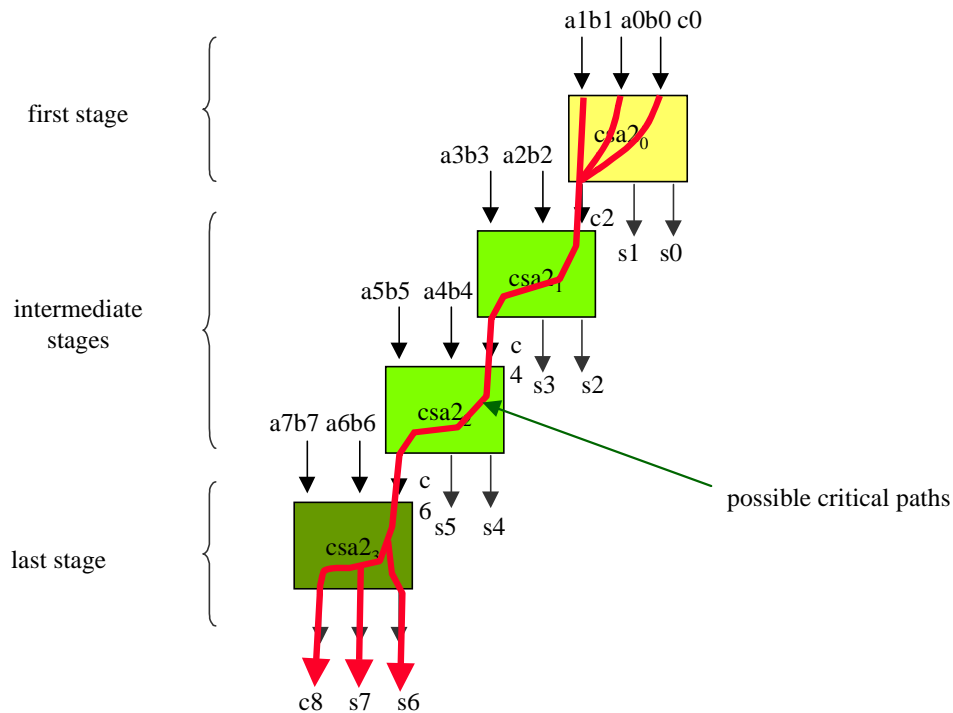 a1b1 a0b0 c0
first stage
csa2₀
a3b3 a2b2
c2
s1 s0
csa2₁
intermediate
stages
a5b5 a4b4
c
4
s3 s2
csa2₂
a7b7 a6b6
c
6
s5 s4
possible critical paths
last stage
csa2₃
c8 s7 s6